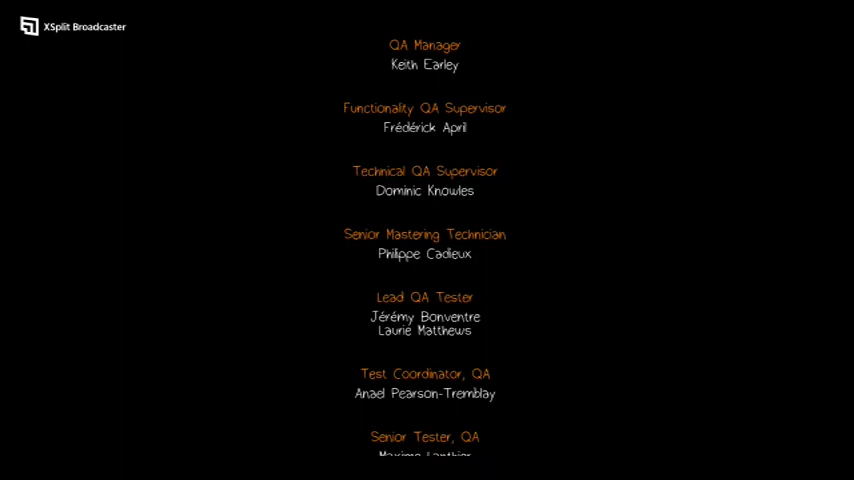 XSplit Broadcaster
QA Manager
Keith Earley
Functionality QA Supervisor
Frédérick April
Technical QA Supervisor
Dominic Knowles
Senior Mastering Technician
Philippe Cadieux
Lead QA Tester
Jérémy Bonventre
Laurie Matthews
Test Coordinator, QA
Anael Pearson-Tremblay
Senior Tester, QA